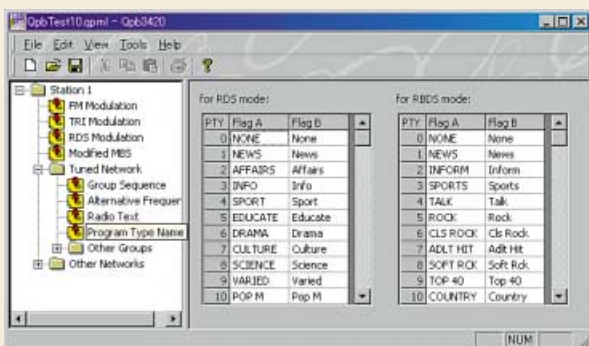 QpbTest10.qpml - Qpb3420
File Edit View Tools Help
Station 1
FM Modulation
TRI Modulation
RDS Modulation
Modified MBS
Tuned Network
Group Sequence
Alternative Frequer
Radio Text
Program Type Name
Other Groups
Other Networks
for RDS mode:
PTY Flag A Flag B
0 NONE None
1 NEWS News
2 AFFAIRS Affairs
3 INFO Info
4 SPORT Sport
5 EDUCATE Educate
6 DRAMA Drama
7 CULTURE Culture
8 SCIENCE Science
9 VARIED Varied
10 POP M Pop M
for RBDS mode:
PTY Flag A Flag B
0 NONE None
1 NEWS News
2 INFORM Inform
3 SPORTS Sports
4 TALK Talk
5 ROCK Rock
6 CLS ROCK Cls Rock
7 ADLT HIT Adlt Hit
8 SOFT RCK Soft Rck
9 TOP 40 Top 40
10 COUNTRY Country
NUM